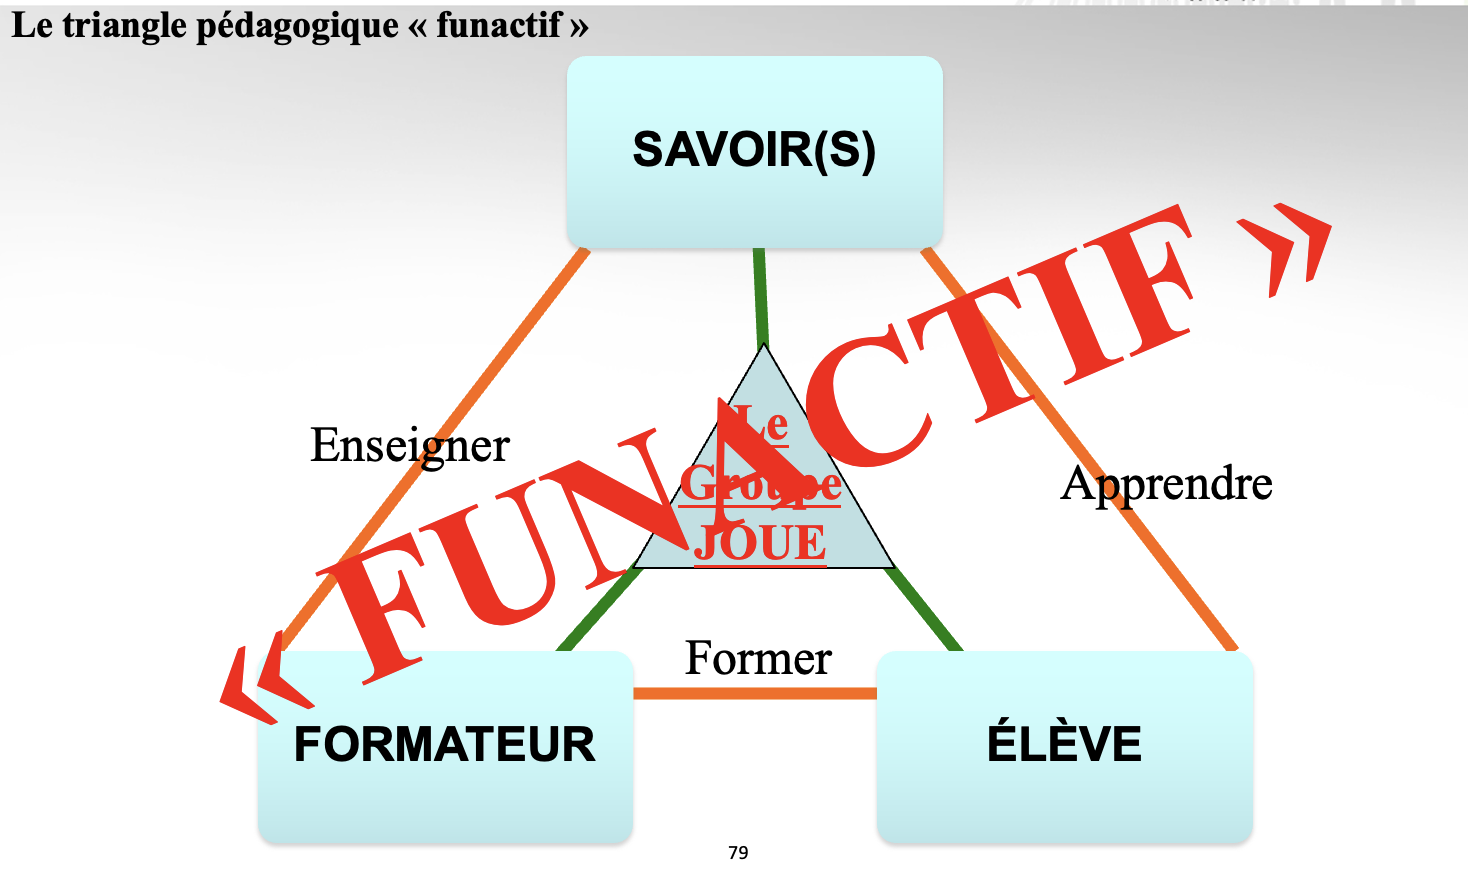 Le triangle pédagogique « funactif »
SAVOIR(S)
« FUNACTIF »
Le
Groupe
JOUE
Enseigner
Apprendre
Former
FORMATEUR
ÉLÈVE
79